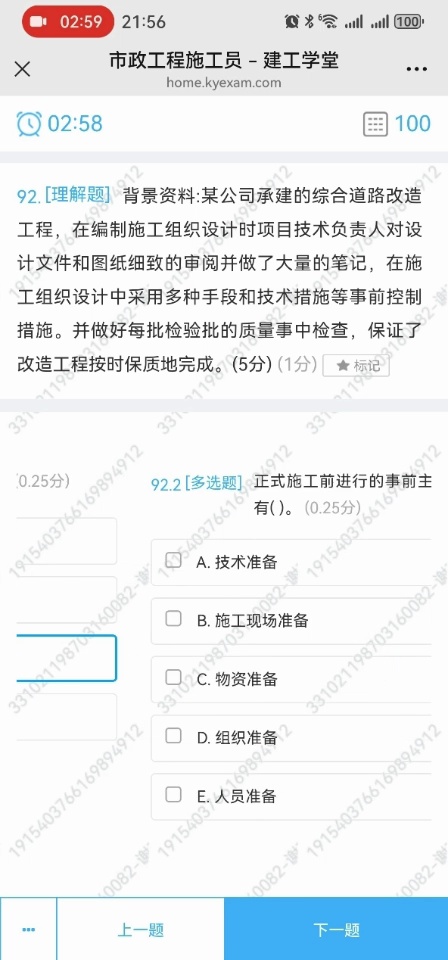 02:59 21:56 100
市政工程施工员 – 建工学堂
home.kyexam.com
02:58 100
92. [理解题] 背景资料:某公司承建的综合道路改造
工程，在编制施工组织设计时项目技术负责人对设
计文件和图纸细致的审阅并做了大量的笔记，在施
工组织设计中采用多种手段和技术措施等事前控制
措施。并做好每批检验批的质量事中检查，保证了
改造工程按时保质地完成。(5分) (1分) ★ 标记
0.25分)
92.2 [多选题] 正式施工前进行的事前主
有( )。 (0.25分)
A. 技术准备
B. 施工现场准备
C. 物资准备
D. 组织准备
E. 人员准备
上一题 下一题